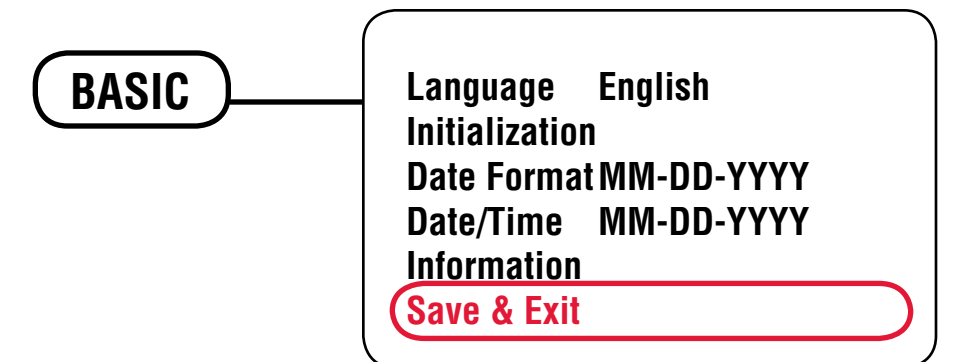 BASIC
Language English
Initialization
Date Format MM-DD-YYYY
Date/Time MM-DD-YYYY
Information
Save & Exit